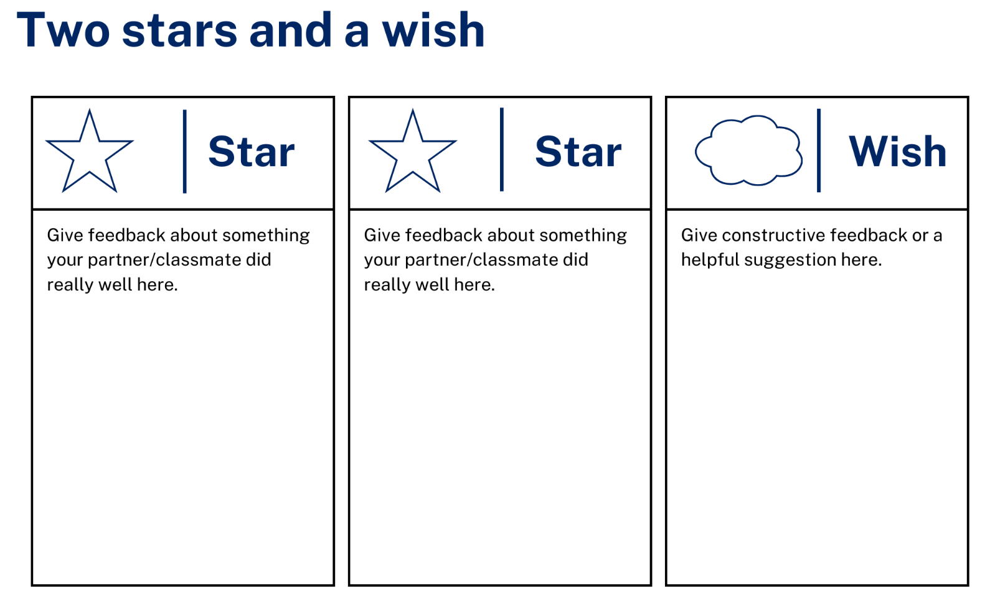 Two stars and a wish
Star
Give feedback about something
your partner/classmate did
really well here.
Star
Give feedback about something
your partner/classmate did
really well here.
Wish
Give constructive feedback or a
helpful suggestion here.